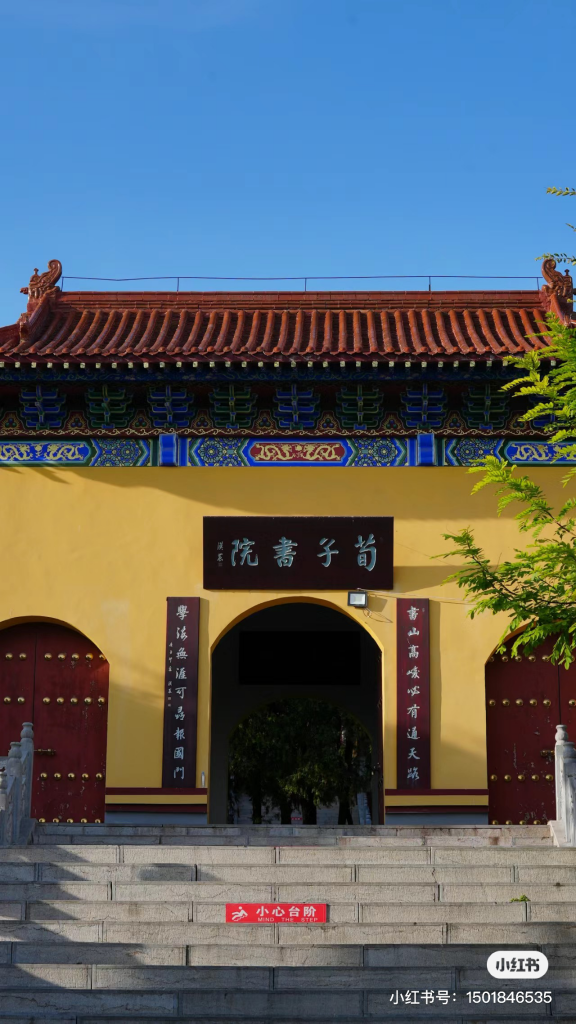 荀子書院
書山高峻必有通天路
學海無涯可尋報國門
小心台阶
MIND THE STEP
小红书
小红书号：1501846535